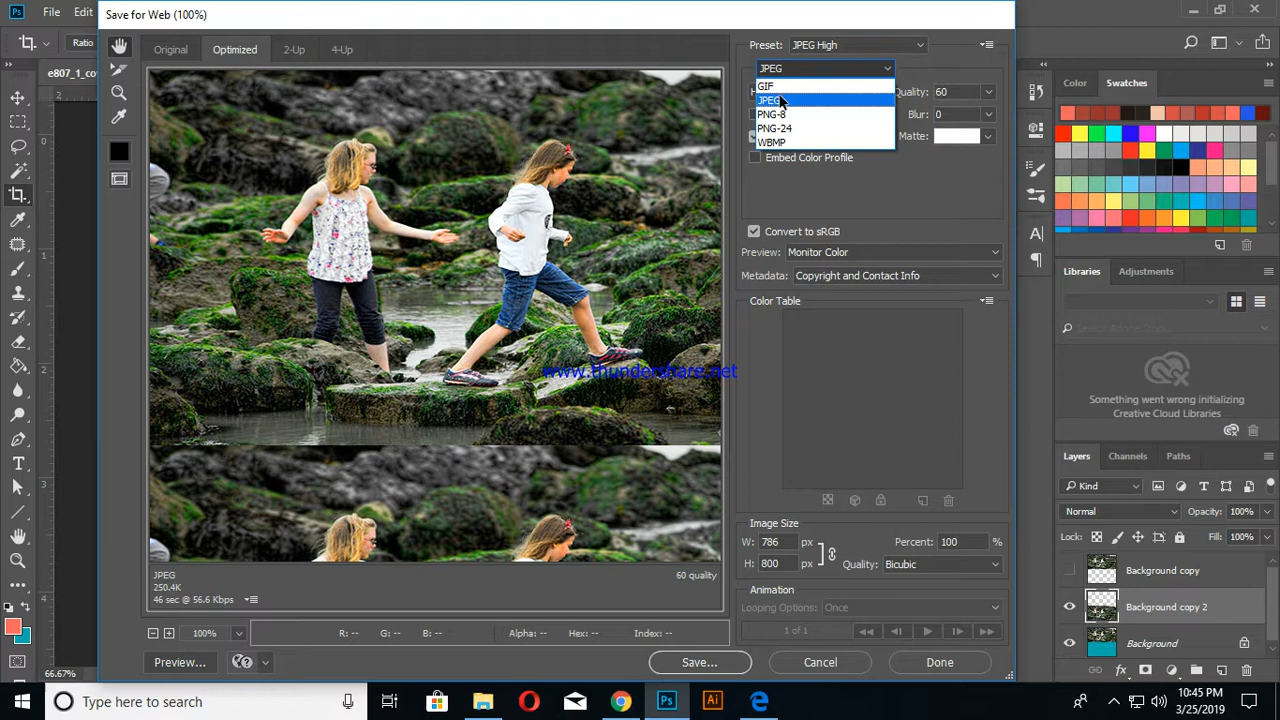 Ps File Edit
Save for Web (100%)
Ratio
e807_1_co
Original Optimized 2-Up 4-Up
Preset: JPEG High
JPEG
GIF
JPEG
PNG-8
PNG-24
WBMP
Quality: 60
Blur: 0
Matte:
Embed Color Profile
Convert to sRGB
Preview: Monitor Color
Metadata: Copyright and Contact Info
Color Table
Image Size
W: 786 px
H: 800 px
Percent: 100 %
Quality: Bicubic
Animation
Looping Options: Once
1 of 1
www.thundershare.net
JPEG
250.4K
46 sec @ 56.6 Kbps
60 quality
100%
R: -- G: -- B: -- Alpha: -- Hex: -- Index: --
Preview... Save... Cancel Done
66.67%
Color Swatches
Libraries Adjustments
Something went wrong initializing
Creative Cloud Libraries
Layers Channels Paths
Kind
Normal Opacity: 100%
Lock: Fill: 100%
Background copy
Background copy 2
Background
Type here to search
Ps Ai
10:45 PM
3/25/2019